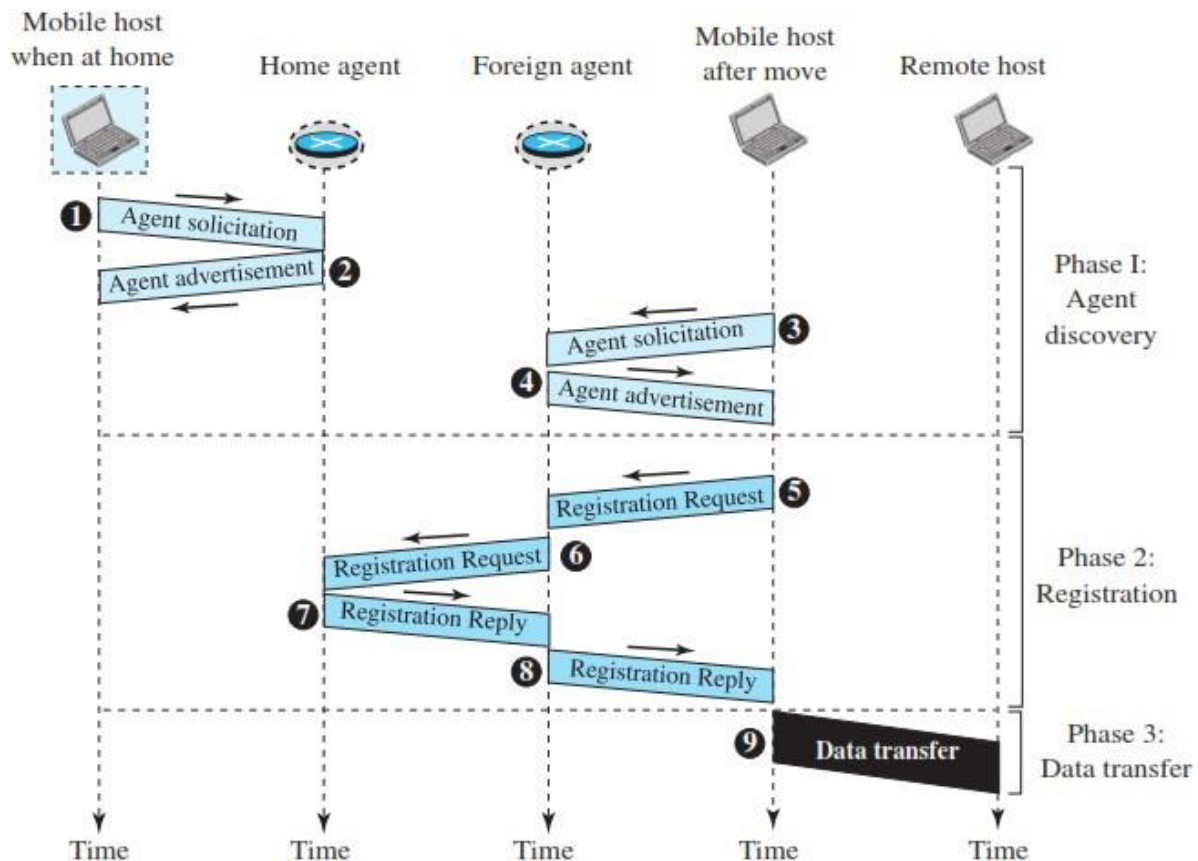 Mobile host
when at home
Home agent
Foreign agent
Mobile host
after move
Remote host
1
Agent solicitation
Agent advertisement
2
Agent solicitation
3
4
Agent advertisement
Phase I:
Agent
discovery
Registration Request
5
Registration Request
6
7
Registration Reply
8
Registration Reply
Phase 2:
Registration
9
Data transfer
Phase 3:
Data transfer
Time
Time
Time
Time
Time